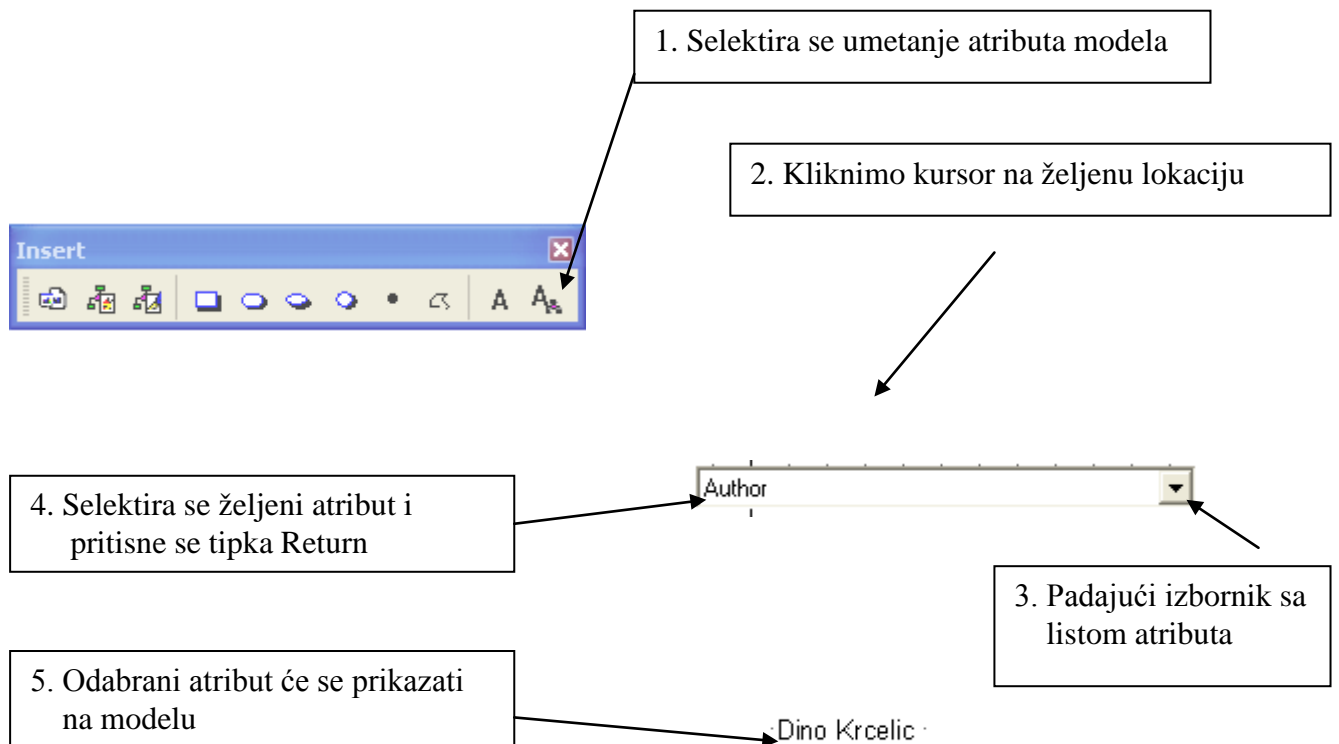 1. Selektira se umetanje atributa modela
2. Kliknimo kursor na željenu lokaciju
Insert
A A
Author
4. Selektira se željeni atribut i
pritisne se tipka Return
3. Padajući izbornik sa
listom atributa
5. Odabrani atribut će se prikazati
na modelu
Dino Krcelic